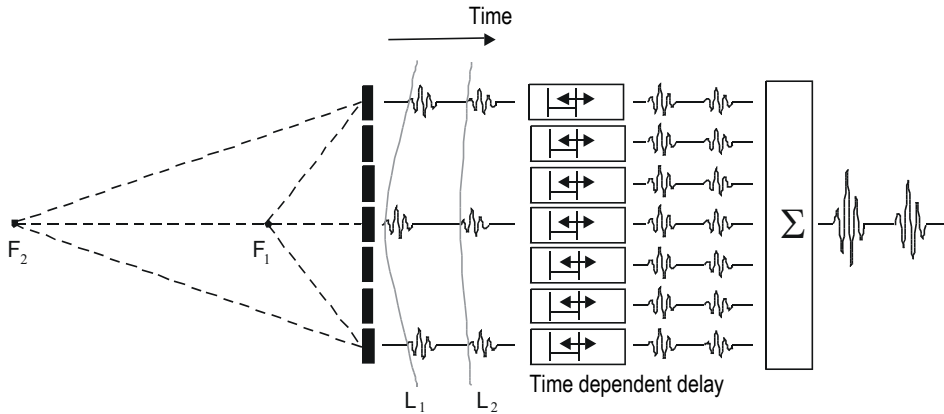 Time
F₂
F₁
Σ
L₁
L₂
Time dependent delay